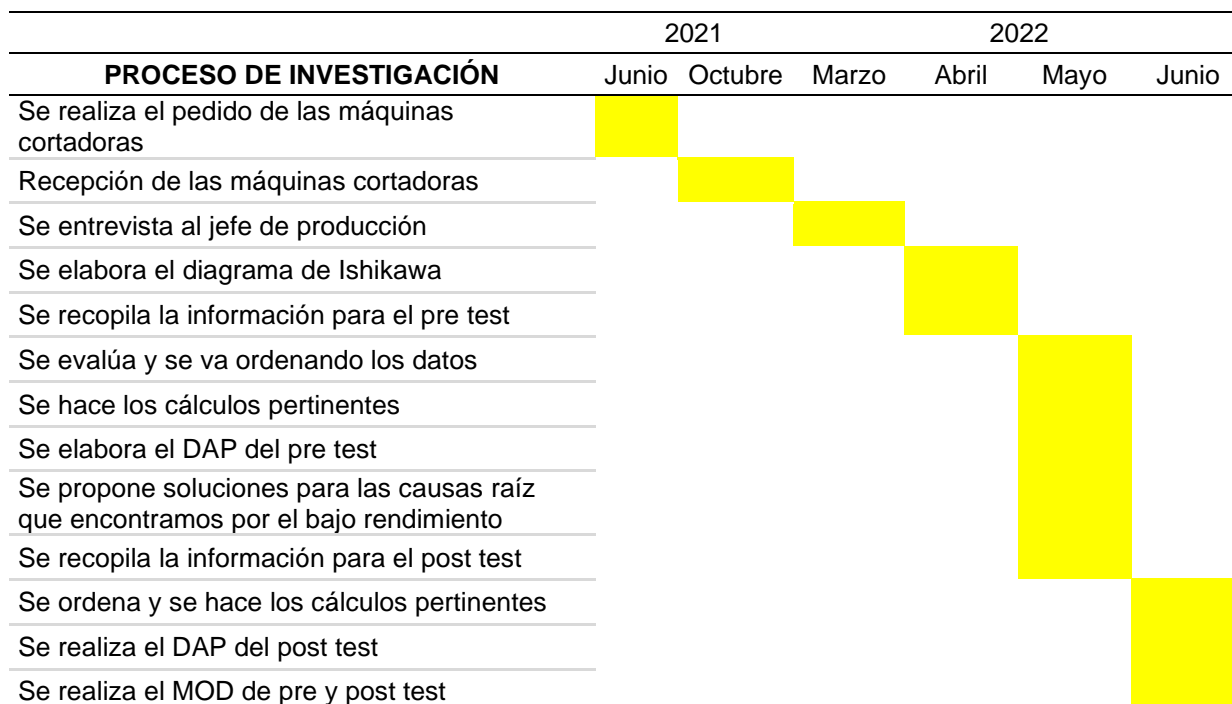 2021 2022
PROCESO DE INVESTIGACIÓN Junio Octubre Marzo Abril Mayo Junio
Se realiza el pedido de las máquinas
cortadoras
Recepción de las máquinas cortadoras
Se entrevista al jefe de producción
Se elabora el diagrama de Ishikawa
Se recopila la información para el pre test
Se evalúa y se va ordenando los datos
Se hace los cálculos pertinentes
Se elabora el DAP del pre test
Se propone soluciones para las causas raíz
que encontramos por el bajo rendimiento
Se recopila la información para el post test
Se ordena y se hace los cálculos pertinentes
Se realiza el DAP del post test
Se realiza el MOD de pre y post test